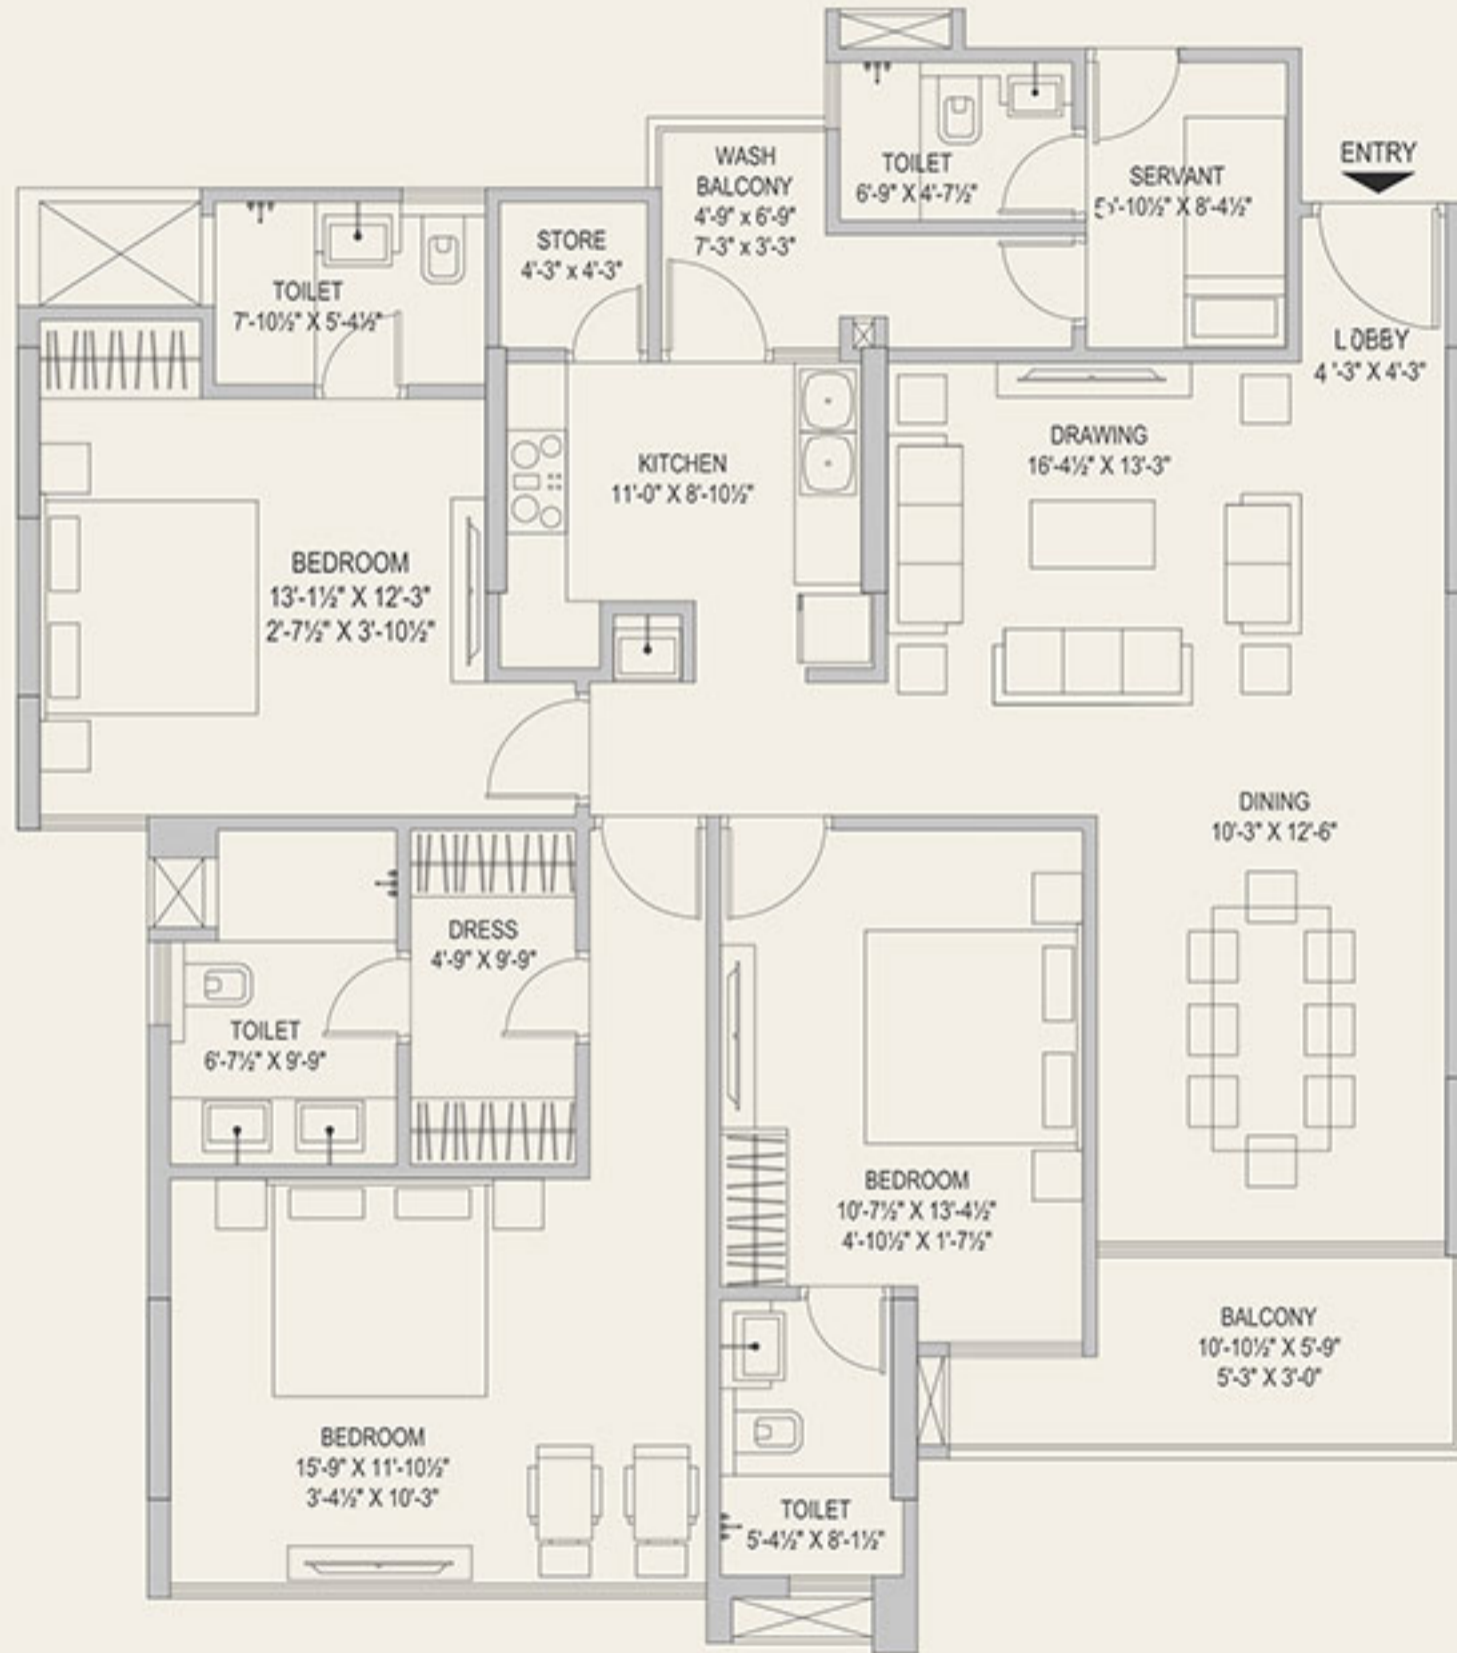 ENTRY
WASH
BALCONY
4'-9" x 6'-9"
7'-3" x 3'-3"
TOILET
6'-9" X 4'-7½"
SERVANT
5'-10½" X 8'-4½"
STORE
4'-3" x 4'-3"
TOILET
7'-10½" X 5'-4½"
LOBBY
4'-3" X 4'-3"
DRAWING
16'-4½" X 13'-3"
KITCHEN
11'-0" X 8'-10½"
BEDROOM
13'-1½" X 12'-3"
2'-7½" X 3'-10½"
DINING
10'-3" X 12'-6"
DRESS
4'-9" X 9'-9"
TOILET
6'-7½" X 9'-9"
BEDROOM
10'-7½" X 13'-4½"
4'-10½" X 1'-7½"
BALCONY
10'-10½" X 5'-9"
5'-3" X 3'-0"
BEDROOM
15'-9" X 11'-10½"
3'-4½" X 10'-3"
TOILET
5'-4½" X 8'-1½"